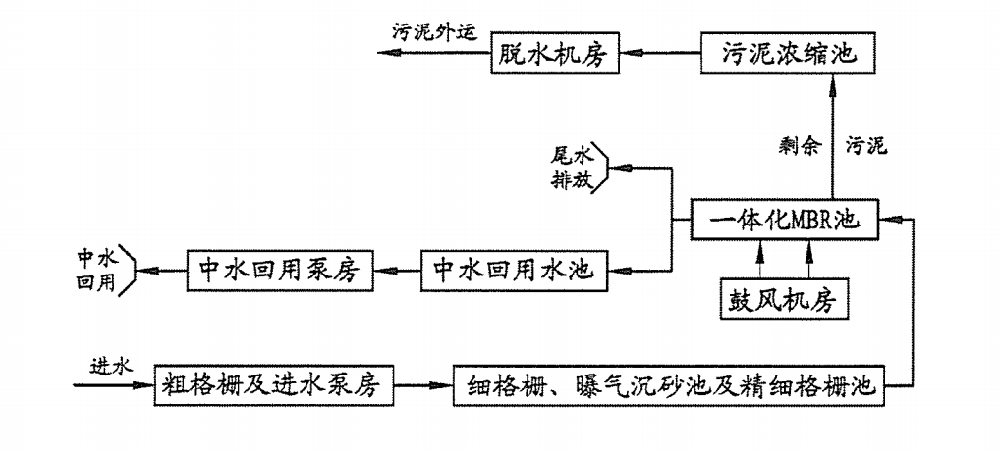 污泥外运
脱水机房
污泥浓缩池
剩余 污泥
尾水
排放
一体化MBR池
中水
回用
中水回用泵房
中水回用水池
鼓风机房
进水
粗格栅及进水泵房
细格栅、曝气沉砂池及精细格栅池